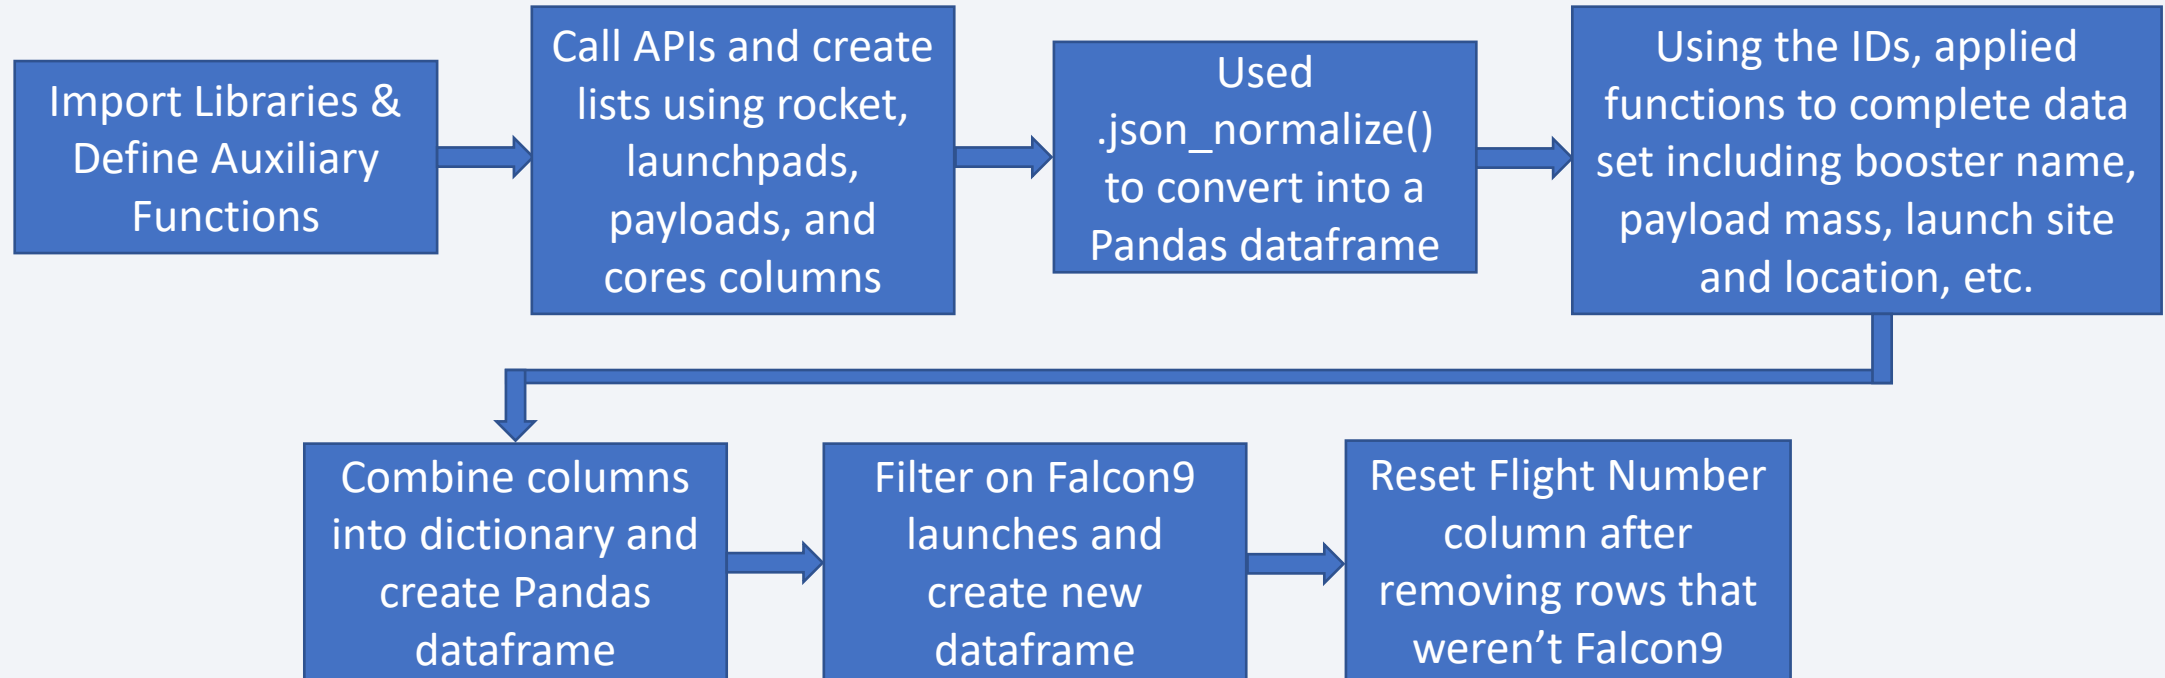 Import Libraries &
Define Auxiliary
Functions
Call APIs and create
lists using rocket,
launchpads,
payloads, and
cores columns
Used
.json_normalize()
to convert into a
Pandas dataframe
Using the IDs, applied
functions to complete data
set including booster name,
payload mass, launch site
and location, etc.
Combine columns
into dictionary and
create Pandas
dataframe
Filter on Falcon9
launches and
create new
dataframe
Reset Flight Number
column after
removing rows that
weren’t Falcon9